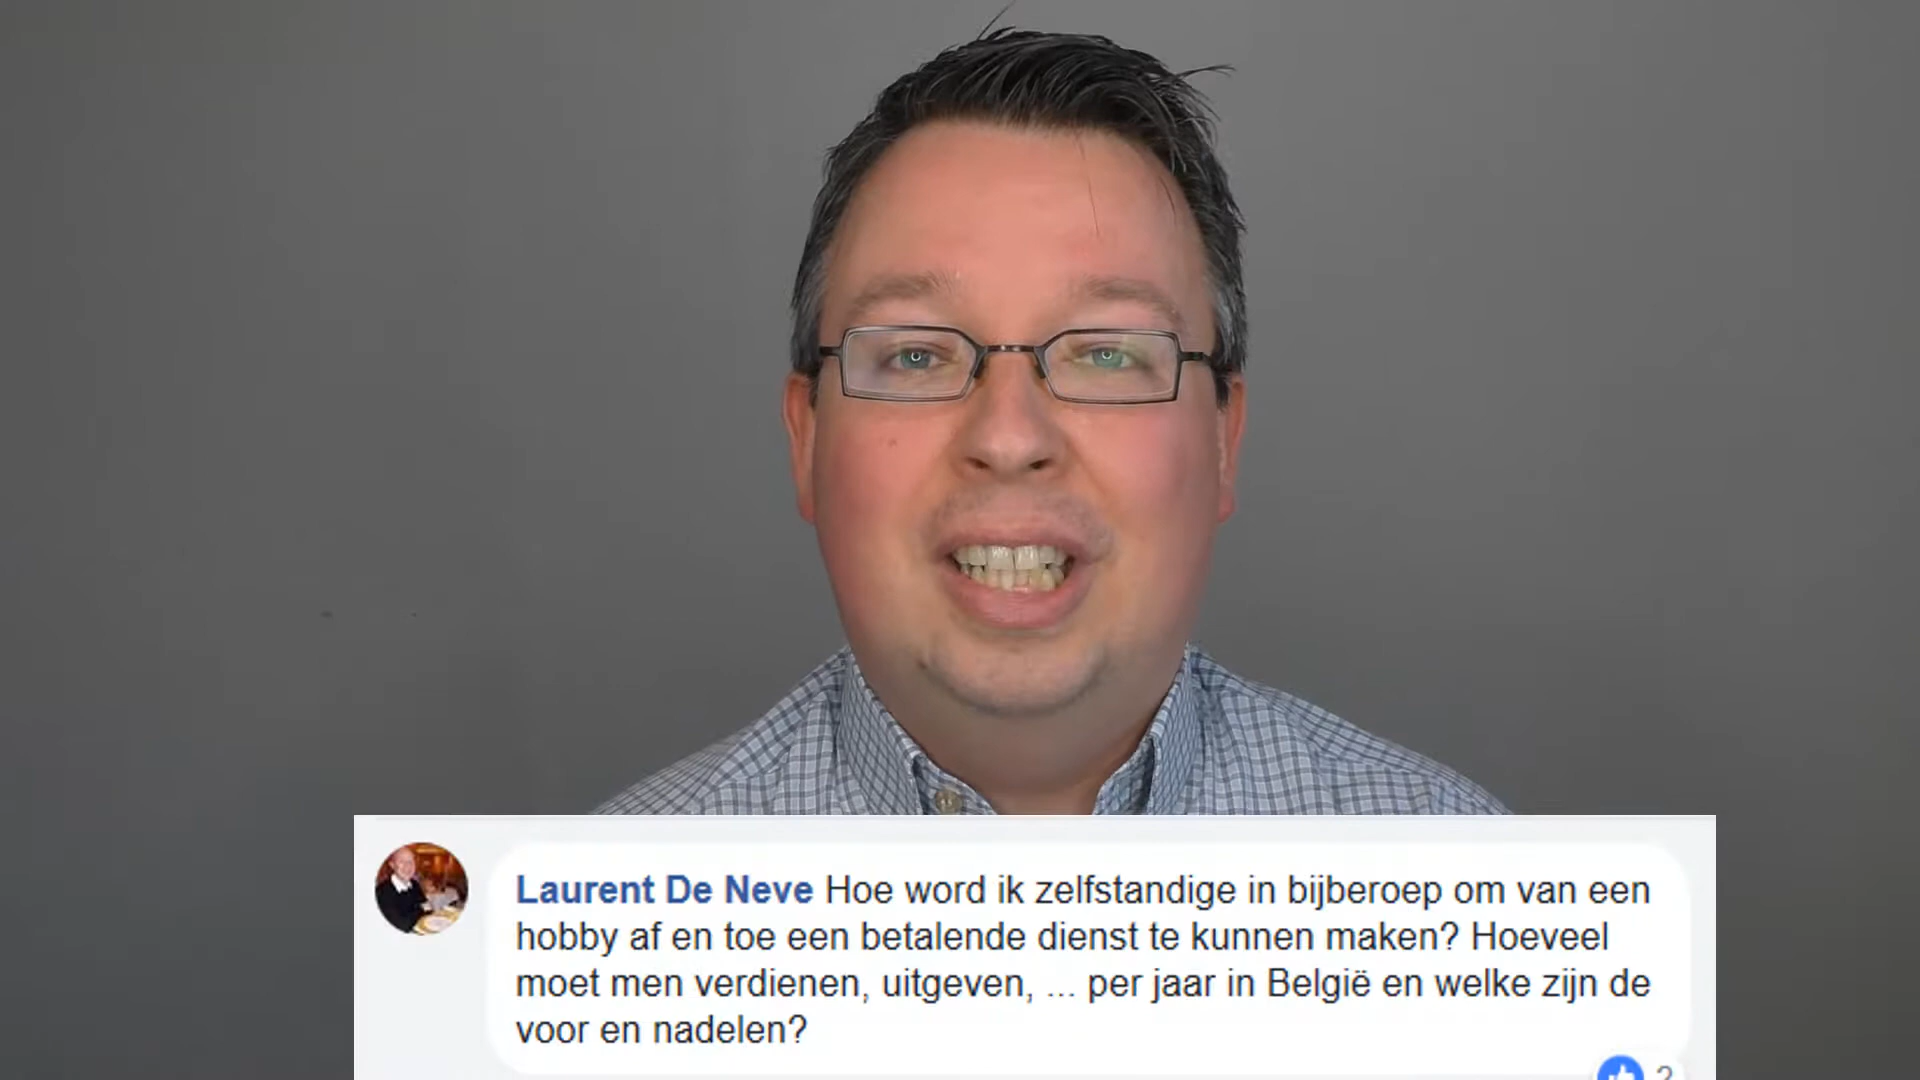 Laurent De Neve Hoe word ik zelfstandige in bijberoep om van een
hobby af en toe een betalende dienst te kunnen maken? Hoeveel
moet men verdienen, uitgeven, ... per jaar in België en welke zijn de
voor en nadelen?